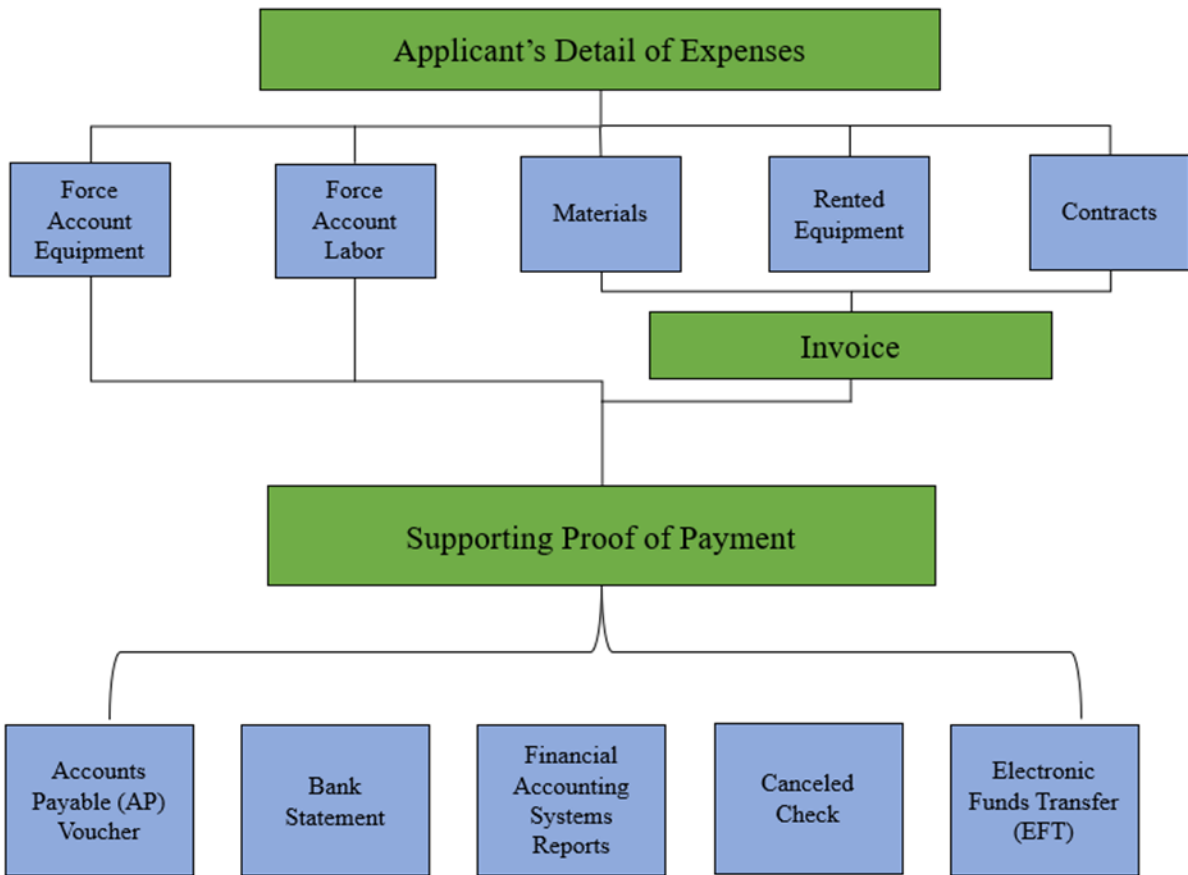 Applicant’s Detail of Expenses
Force
Account
Equipment
Force
Account
Labor
Materials
Rented
Equipment
Contracts
Invoice
Supporting Proof of Payment
Accounts
Payable (AP)
Voucher
Bank
Statement
Financial
Accounting
Systems
Reports
Canceled
Check
Electronic
Funds Transfer
(EFT)